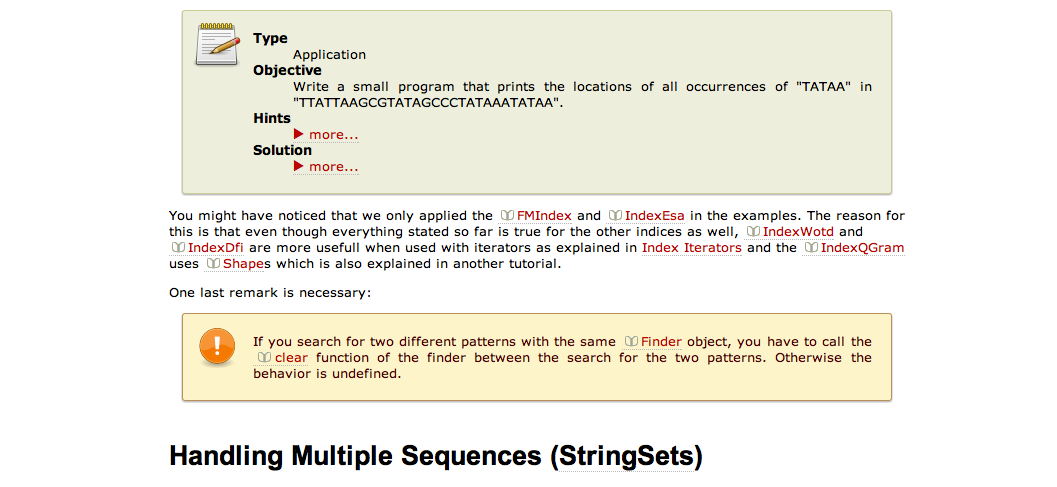 Type
Application
Objective
Write a small program that prints the locations of all occurrences of "TATAA" in
"TTATTAAGCGTATAGCCCTATAAATATAA".
Hints
more...
Solution
more...
You might have noticed that we only applied the FMIndex and IndexEsa in the examples. The reason for
this is that even though everything stated so far is true for the other indices as well, IndexWotd and
IndexDfi are more usefull when used with iterators as explained in Index Iterators and the IndexQGram
uses Shapes which is also explained in another tutorial.
One last remark is necessary:
If you search for two different patterns with the same Finder object, you have to call the
clear function of the finder between the search for the two patterns. Otherwise the
behavior is undefined.
Handling Multiple Sequences (StringSets)